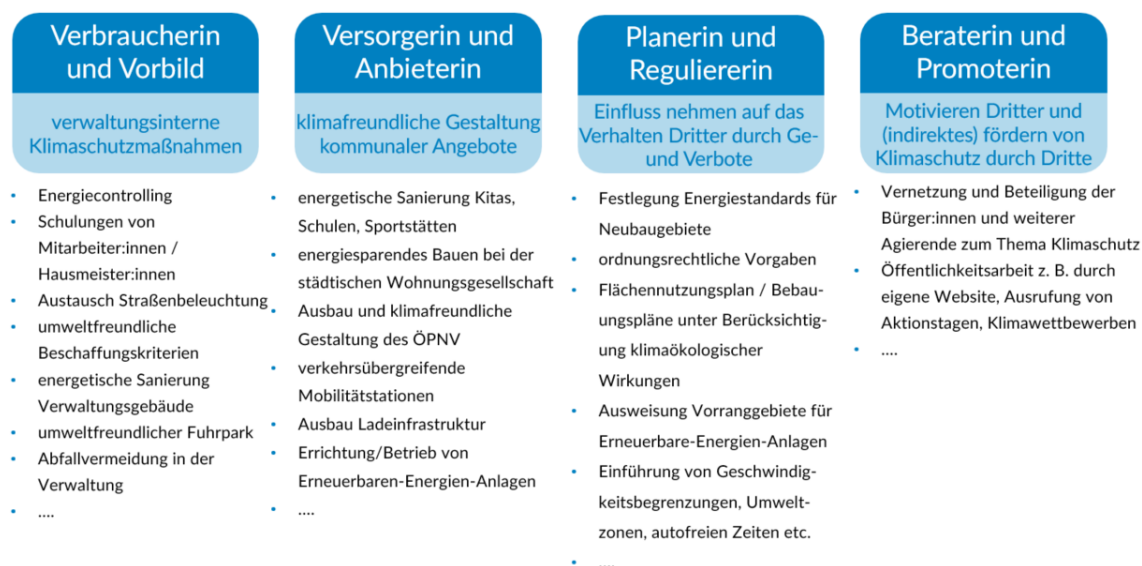 Verbraucherin
und Vorbild
verwaltungsinterne
Klimaschutzmaßnahmen
• Energiecontrolling
• Schulungen von
Mitarbeiter:innen /
Hausmeister:innen
• Austausch Straßenbeleuchtung
• umweltfreundliche
Beschaffungskriterien
• energetische Sanierung
Verwaltungsgebäude
• umweltfreundlicher Fuhrpark
• Abfallvermeidung in der
Verwaltung
• ....
Versorgerin und
Anbieterin
klimafreundliche Gestaltung
kommunaler Angebote
• energetische Sanierung Kitas,
Schulen, Sportstätten
• energiesparendes Bauen bei der
städtischen Wohnungsgesellschaft
• Ausbau und klimafreundliche
Gestaltung des ÖPNV
• verkehrsübergreifende
Mobilitätstationen
• Ausbau Ladeinfrastruktur
• Errichtung/Betrieb von
Erneuerbaren-Energien-Anlagen
• ....
Planerin und
Reguliererin
Einfluss nehmen auf das
Verhalten Dritter durch Ge-
und Verbote
• Festlegung Energiestandards für
Neubaugebiete
• ordnungsrechtliche Vorgaben
• Flächennutzungsplan / Bebau-
ungspläne unter Berücksichtig-
ung klimaökologischer
Wirkungen
• Ausweisung Vorranggebiete für
Erneuerbare-Energien-Anlagen
• Einführung von Geschwindig-
keitsbegrenzungen, Umwelt-
zonen, autofreien Zeiten etc.
• ....
Beraterin und
Promoterin
Motivieren Dritter und
(indirektes) fördern von
Klimaschutz durch Dritte
• Vernetzung und Beteiligung der
Bürger:innen und weiterer
Agierende zum Thema Klimaschutz
• Öffentlichkeitsarbeit z. B. durch
eigene Website, Ausrufung von
Aktionstagen, Klimawettbewerben
• ....